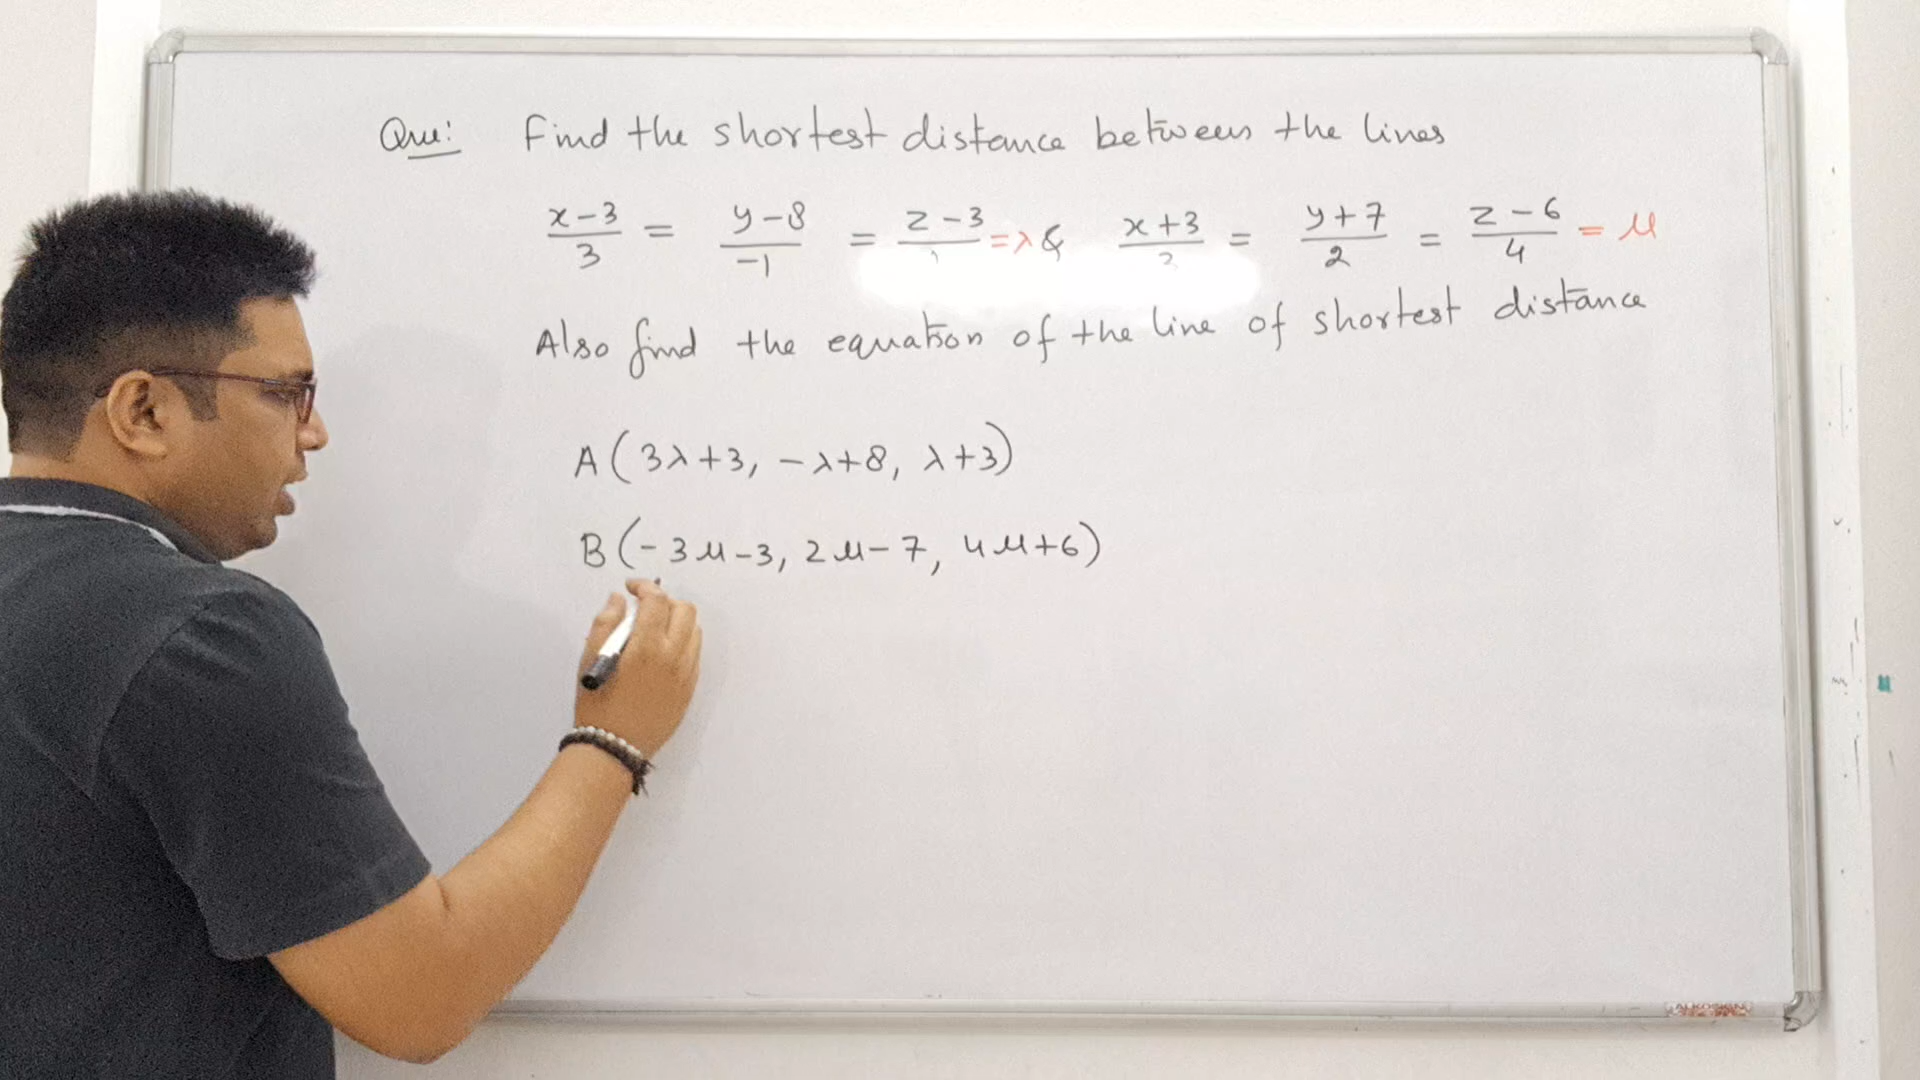 Que: Find the shortest distance between the lines
x-3/3 = y-8/-1 = z-3/ =λ & x+3/ = y+7/2 = z-6/4 = μ
Also find the equation of the line of shortest distance
A(3λ+3, -λ+8, λ+3)
B(-3μ-3, 2μ-7, 4μ+6)